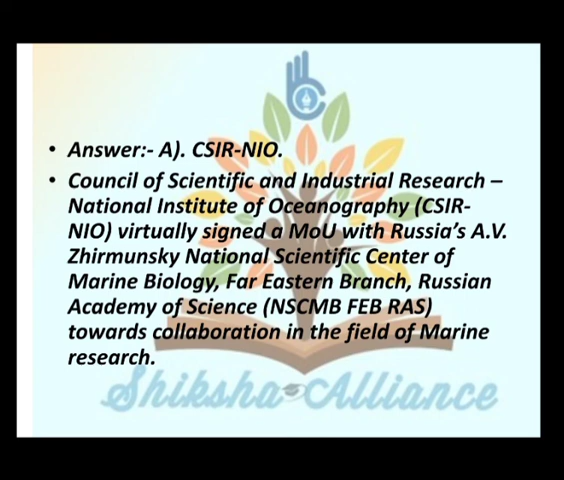 • Answer:- A). CSIR-NIO.
• Council of Scientific and Industrial Research –
National Institute of Oceanography (CSIR-
NIO) virtually signed a MoU with Russia's A.V.
Zhirmunsky National Scientific Center of
Marine Biology, Far Eastern Branch, Russian
Academy of Science (NSCMB FEB RAS)
towards collaboration in the field of Marine
research.
Shiksha Alliance